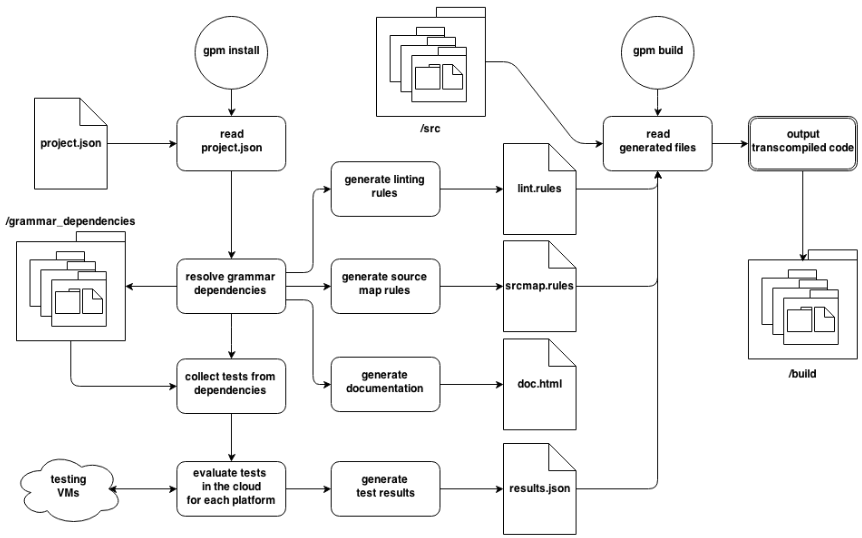 gpm install
gpm build
/src
project.json
read
project.json
read
generated files
output
transcompiled code
generate linting
rules
lint.rules
/grammar_dependencies
resolve grammar
dependencies
generate source
map rules
srcmap.rules
/build
collect tests from
dependencies
generate
documentation
doc.html
testing
VMs
evaluate tests
in the cloud
for each platform
generate
test results
results.json